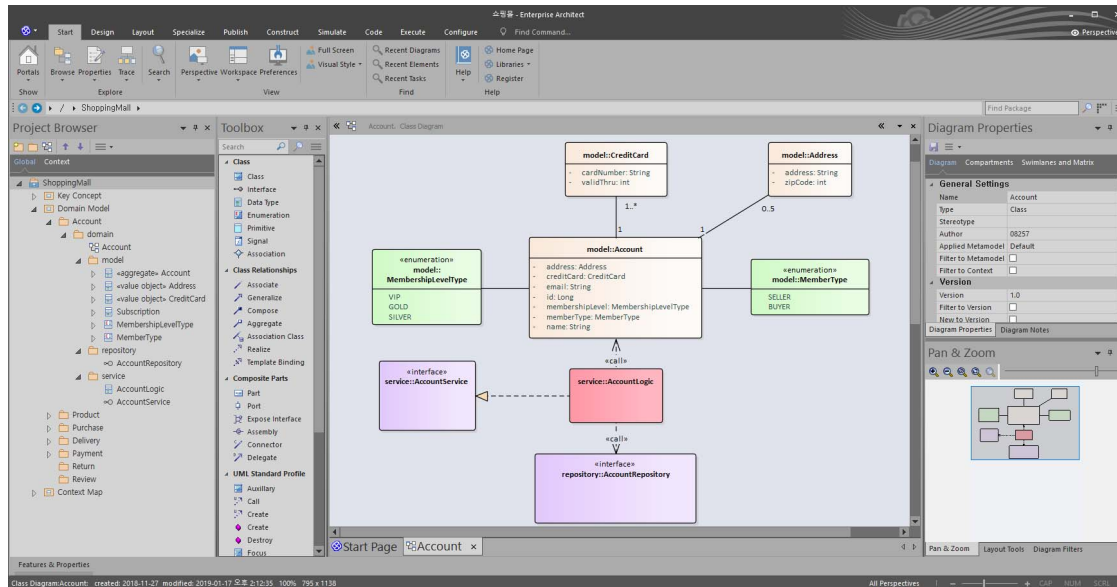 쇼핑몰 - Enterprise Architect
Start Design Layout Specialize Publish Construct Simulate Code Execute Configure Find Command...
Perspective
Portals Browse Properties Trace Search Perspective Workspace Preferences
Full Screen
Visual Style
Recent Diagrams
Recent Elements
Recent Tasks
Help
Home Page
Libraries
Register
Show Explore View Find Help
/ ShoppingMall
Find Package
Project Browser
Global Context
ShoppingMall
Key Concept
Domain Model
Account
domain
Account
model
«aggregate» Account
«value object» Address
«value object» CreditCard
Subscription
MembershipLevelType
MemberType
repository
AccountRepository
service
AccountLogic
AccountService
Product
Purchase
Delivery
Payment
Return
Review
Context Map
Toolbox
Search
Class
Class
Interface
Data Type
Enumeration
Primitive
Signal
Association
Class Relationships
Associate
Generalize
Compose
Aggregate
Association Class
Realize
Template Binding
Composite Parts
Part
Port
Expose Interface
Assembly
Connector
Delegate
UML Standard Profile
Auxillary
Call
Create
Create
Destroy
Focus
Account. Class Diagram
model::CreditCard
- cardNumber: String
- validThru: int
model::Address
- address: String
- zipCode: int
1..*
0..5
1
1
model::Account
- address: Address
- creditCard: CreditCard
- email: String
- id: Long
- membershipLevel: MembershipLevelType
- memberType: MemberType
- name: String
«enumeration»
model::
MembershipLevelType
VIP
GOLD
SILVER
«enumeration»
model::MemberType
SELLER
BUYER
«call»
«interface»
service::AccountService
service::AccountLogic
«call»
«interface»
repository::AccountRepository
Start Page Account
Diagram Properties
Diagram Compartments Swimlanes and Matrix
General Settings
Name Account
Type Class
Stereotype
Author 08257
Applied Metamodel Default
Filter to Metamodel
Filter to Context
Version
Version 1.0
Filter to Version
New to Version
Diagram Properties Diagram Notes
Pan & Zoom
Pan & Zoom Layout Tools Diagram Filters
Features & Properties
Class Diagram:Account: created: 2018-11-27 modified: 2019-01-17 오후 2:12:35 100% 795 x 1138
All Perspectives CAP NUM SCRL